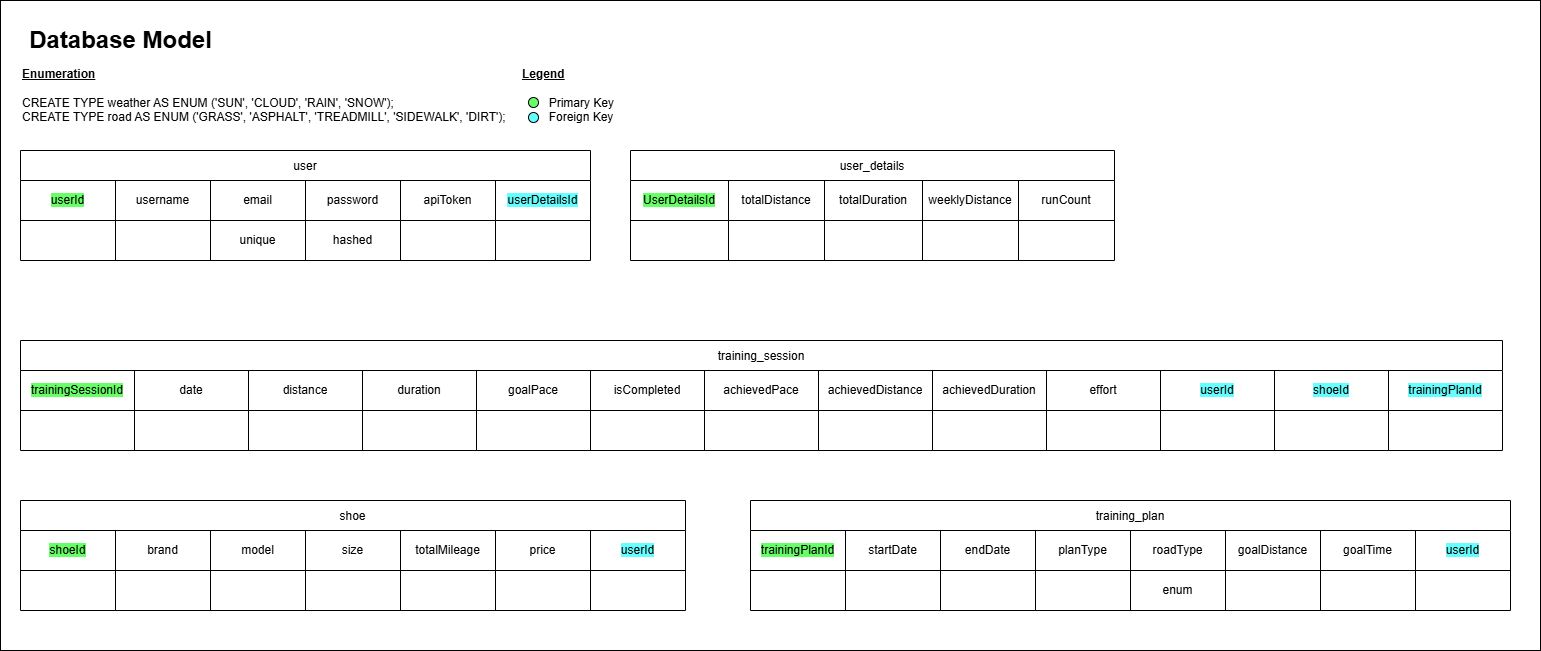 Database Model
Enumeration
Legend
CREATE TYPE weather AS ENUM ('SUN', 'CLOUD', 'RAIN', 'SNOW');
Primary Key
CREATE TYPE road AS ENUM ('GRASS', 'ASPHALT', 'TREADMILL', 'SIDEWALK', 'DIRT');
Foreign Key
user
userId username email password apiToken userDetailsId
unique hashed
user_details
UserDetailsId totalDistance totalDuration weeklyDistance runCount
training_session
trainingSessionId date distance duration goalPace isCompleted achievedPace achievedDistance achievedDuration effort userId shoeId trainingPlanId
shoe
shoeId brand model size totalMileage price userId
training_plan
trainingPlanId startDate endDate planType roadType goalDistance goalTime userId
enum